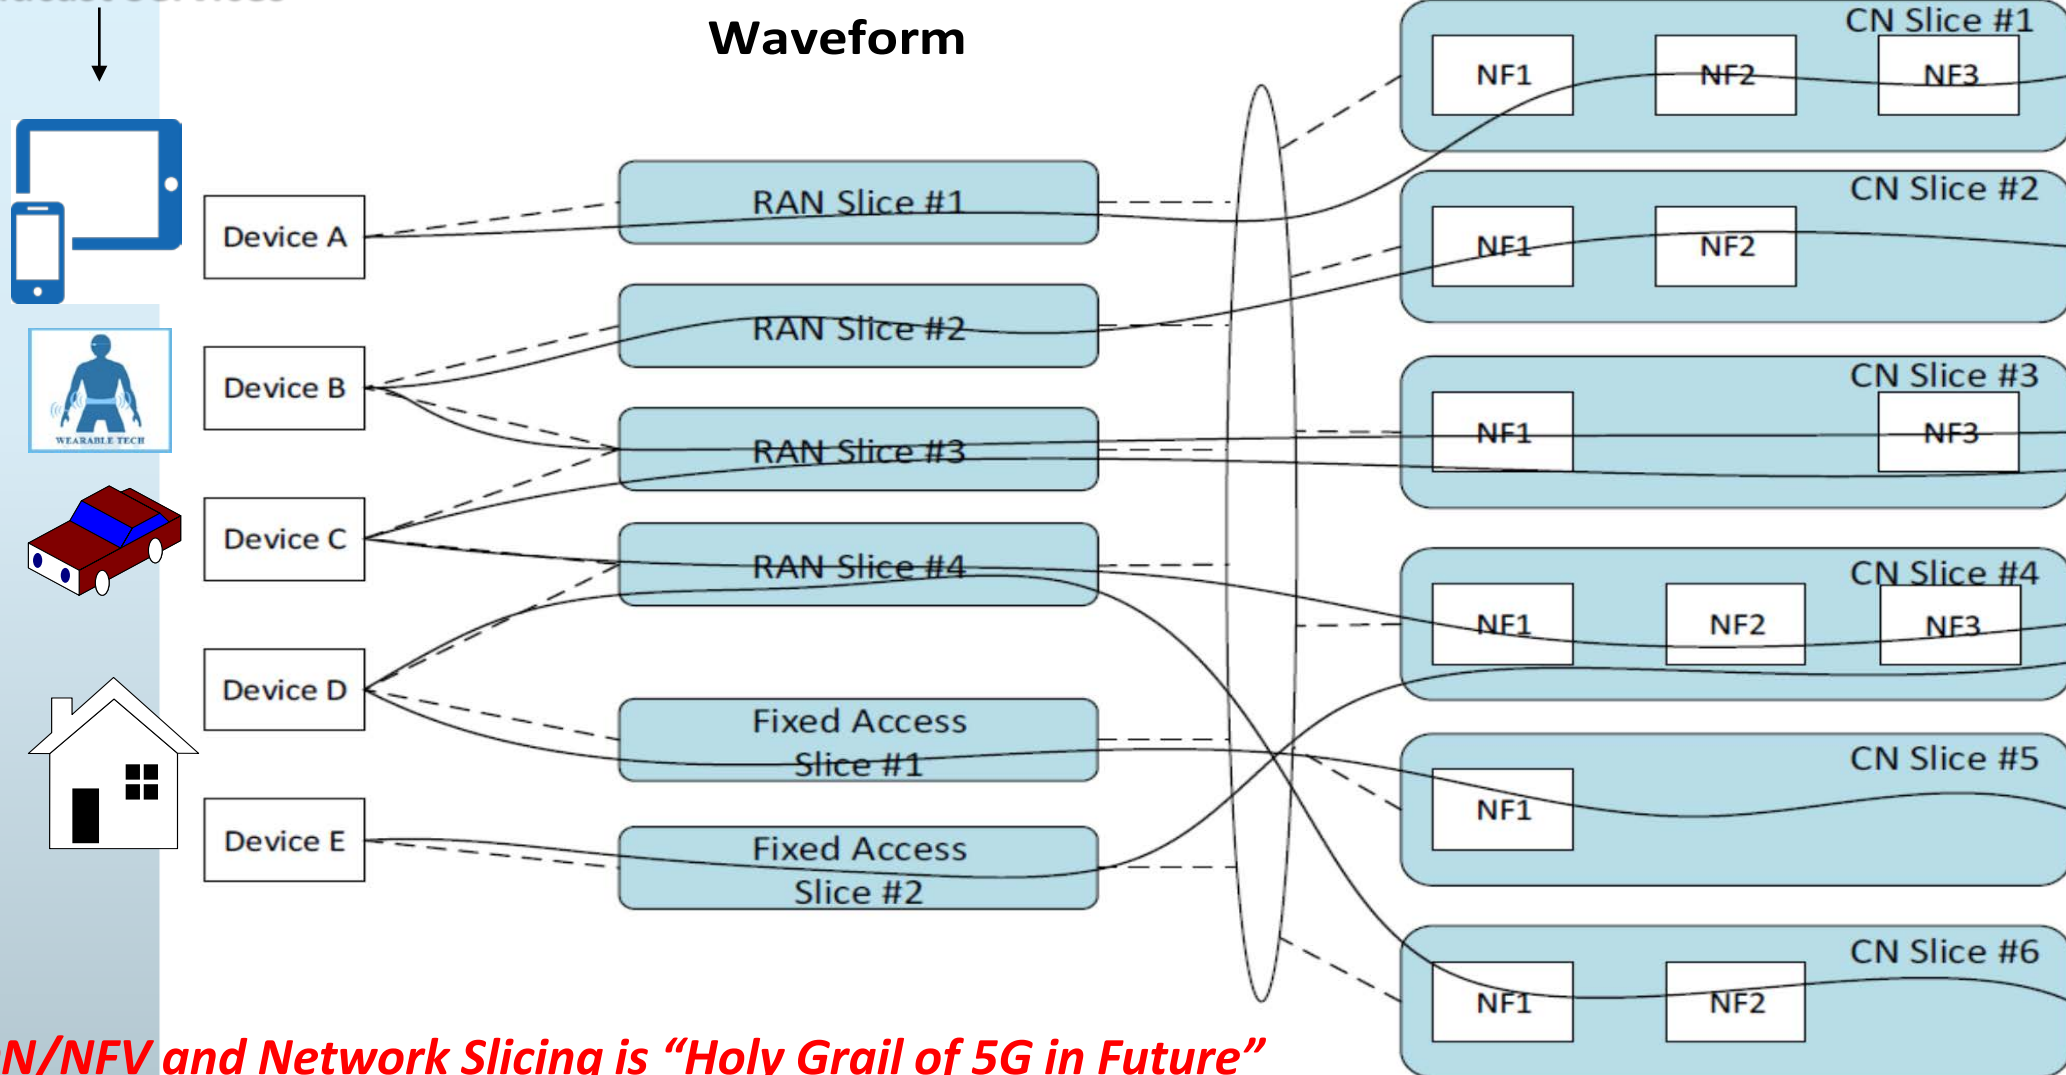 Services
Waveform
WEARABLE TECH
Device A
Device B
Device C
Device D
Device E
RAN Slice #1
RAN Slice #2
RAN Slice #3
RAN Slice #4
Fixed Access
Slice #1
Fixed Access
Slice #2
CN Slice #1
NF1
NF2
NF3
CN Slice #2
NF1
NF2
CN Slice #3
NF1
NF3
CN Slice #4
NF1
NF2
NF3
CN Slice #5
NF1
CN Slice #6
NF1
NF2
N/NFV and Network Slicing is “Holy Grail of 5G in Future”